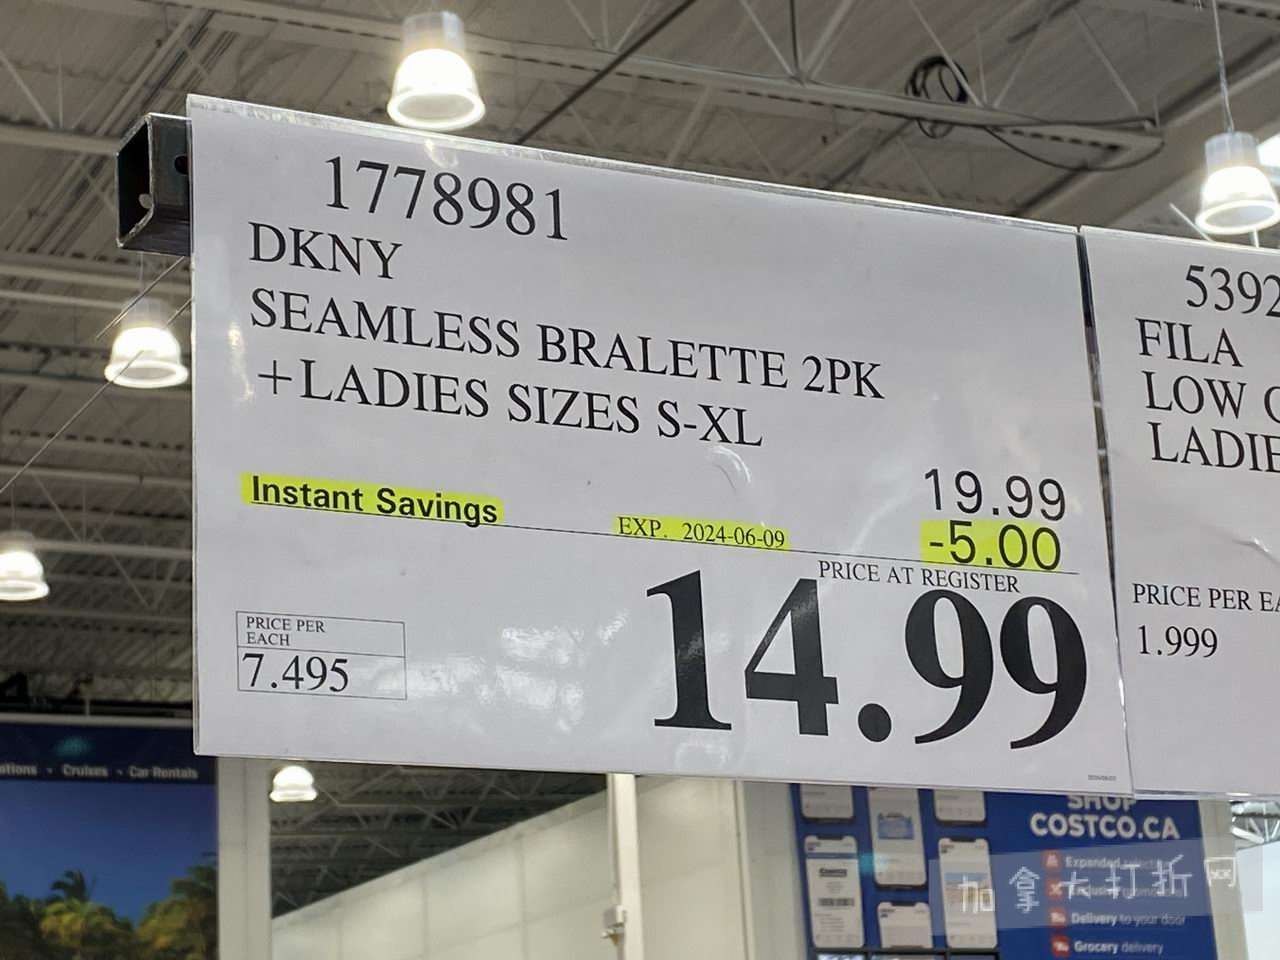 1778981
DKNY
SEAMLESS BRALETTE 2PK
+LADIES SIZES S-XL
19.99
Instant Savings EXP. 2024-06-09 -5.00
PRICE AT REGISTER
14.99
PRICE PER
EACH
7.495
5392
FILA
LOW
LADIE
PRICE PER EA
1.999
Cruises • Car Rentals
SHOP
COSTCO.CA
Expanded
Delivery to your door
Grocery delivery
加拿大打折网